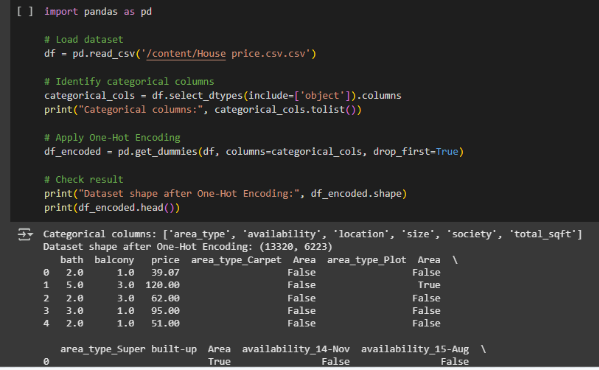 [ ] import pandas as pd
# Load dataset
df = pd.read_csv('/content/House price.csv.csv')
# Identify categorical columns
categorical_cols = df.select_dtypes(include=['object']).columns
print("Categorical columns:", categorical_cols.tolist())
# Apply One-Hot Encoding
df_encoded = pd.get_dummies(df, columns=categorical_cols, drop_first=True)
# Check result
print("Dataset shape after One-Hot Encoding:", df_encoded.shape)
print(df_encoded.head())
Categorical columns: ['area_type', 'availability', 'location', 'size', 'society', 'total_sqft']
Dataset shape after One-Hot Encoding: (13320, 6223)
bath balcony price area_type_Carpet Area area_type_Plot Area \
0 2.0 1.0 39.07 False False
1 5.0 3.0 120.00 False True
2 2.0 3.0 62.00 False False
3 3.0 1.0 95.00 False False
4 2.0 1.0 51.00 False False
area_type_Super built-up Area availability_14-Nov availability_15-Aug \
0 True False False